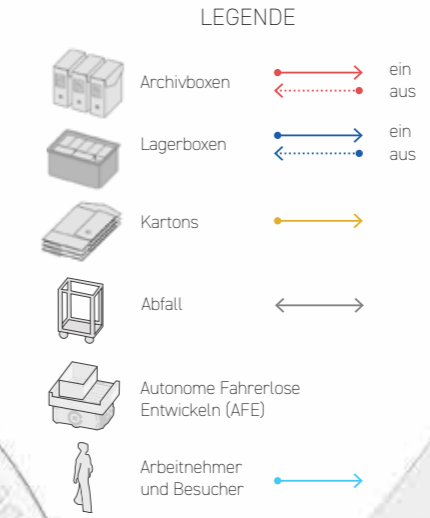 LEGENDE
Archivboxen
ein
aus
Lagerboxen
ein
aus
Kartons
Abfall
Autonome Fahrerlose
Entwickeln (AFE)
Arbeitnehmer
und Besucher